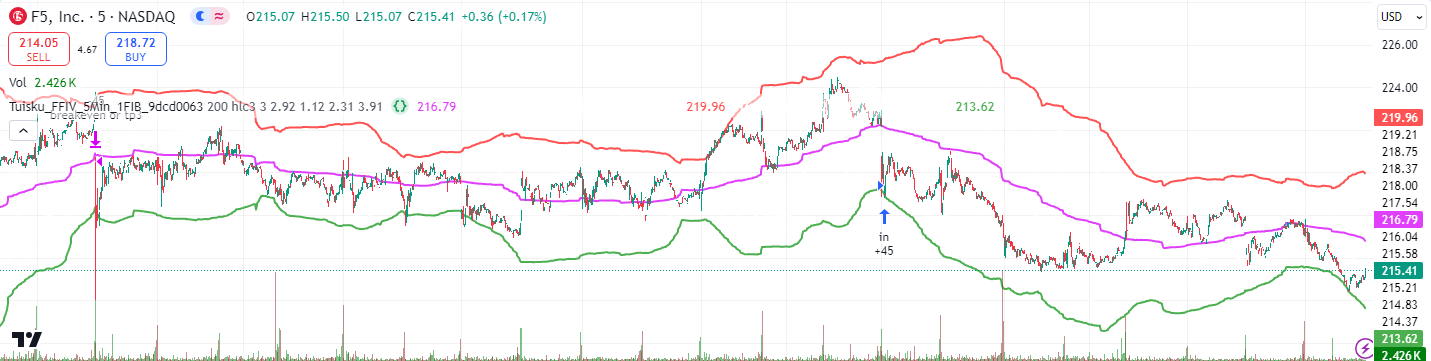 F5, Inc. · 5 · NASDAQ O215.07 H215.50 L215.07 C215.41 +0.36 (+0.17%)
214.05 SELL
4.67
218.72 BUY
Vol 2.426 K
Tuisku_FFIV_5Min_1FIB_9dcd0063 200 hlc3 3 2.92 1.12 2.31 3.91 {} 216.79 219.96 213.62
breakeven or tp3
in
+45
USD
226.00
224.00
219.96
219.21
218.75
218.37
218.00
217.54
216.79
216.04
215.58
215.41
215.21
214.83
214.37
213.62
2.426 K